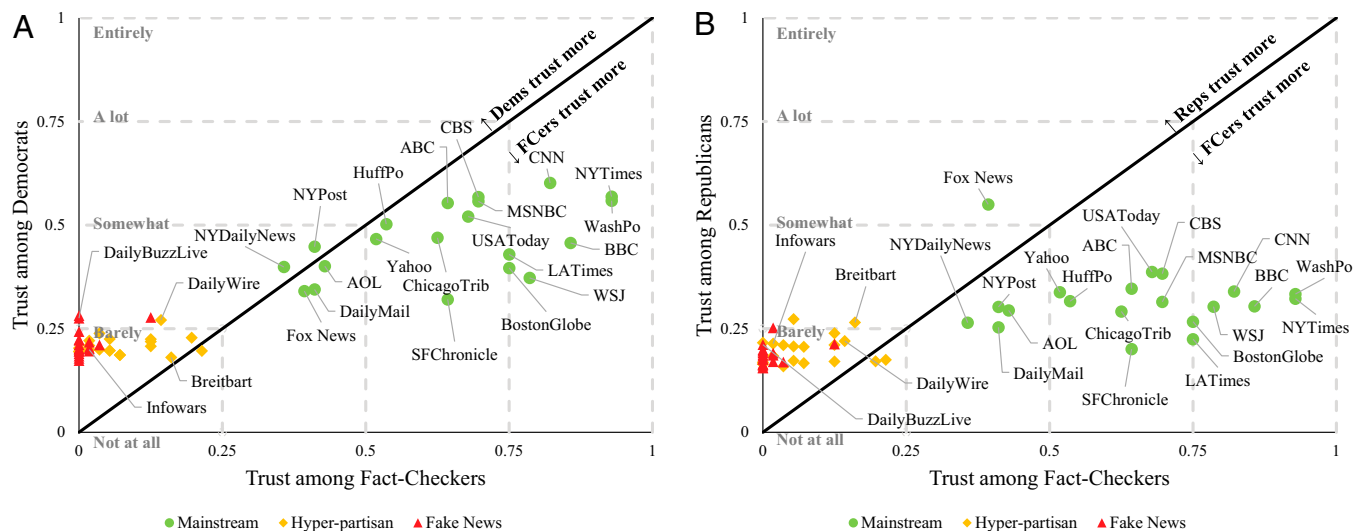 A
Trust among Democrats
1
0.75
0.5
0.25
0
Entirely
A lot
Somewhat
Barely
Not at all
↖ Dems trust more
↘ FCers trust more
CBS
ABC
CNN
HuffPo
NYTimes
NYPost
MSNBC
WashPo
NYDailyNews
USAToday
BBC
DailyBuzzLive
Yahoo
LATimes
DailyWire
AOL
ChicagoTrib
WSJ
DailyMail
Fox News
BostonGlobe
SFChronicle
Breitbart
Infowars
0
0.25
0.5
0.75
1
Trust among Fact-Checkers
Mainstream
Hyper-partisan
Fake News
B
Trust among Republicans
1
0.75
0.5
0.25
0
Entirely
A lot
Somewhat
Barely
Not at all
↖ Reps trust more
↘ FCers trust more
Fox News
Infowars
USAToday
CBS
NYDailyNews
ABC
CNN
Breitbart
Yahoo
MSNBC
BBC
WashPo
NYPost
HuffPo
AOL
ChicagoTrib
WSJ
NYTimes
BostonGlobe
DailyMail
DailyWire
LATimes
SFChronicle
DailyBuzzLive
0
0.25
0.5
0.75
1
Trust among Fact-Checkers
Mainstream
Hyper-partisan
Fake News